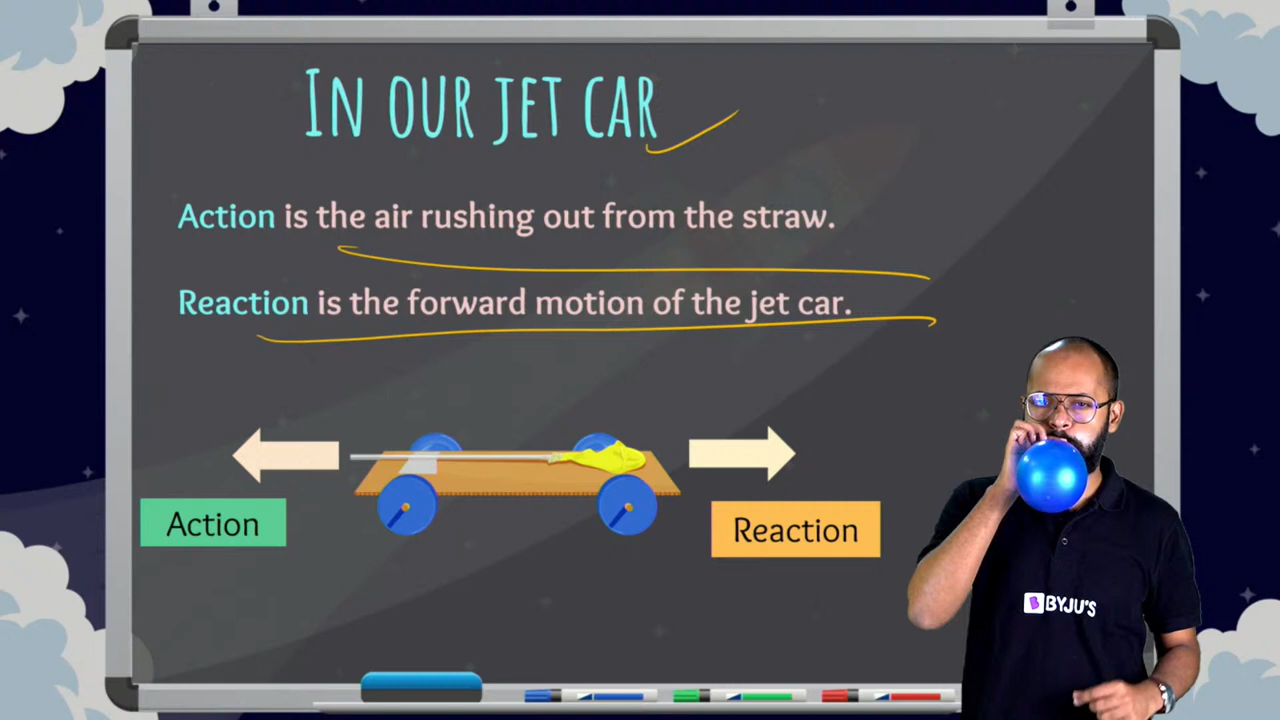 IN OUR JET CAR
Action is the air rushing out from the straw.
Reaction is the forward motion of the jet car.
Action
Reaction
BYJU'S